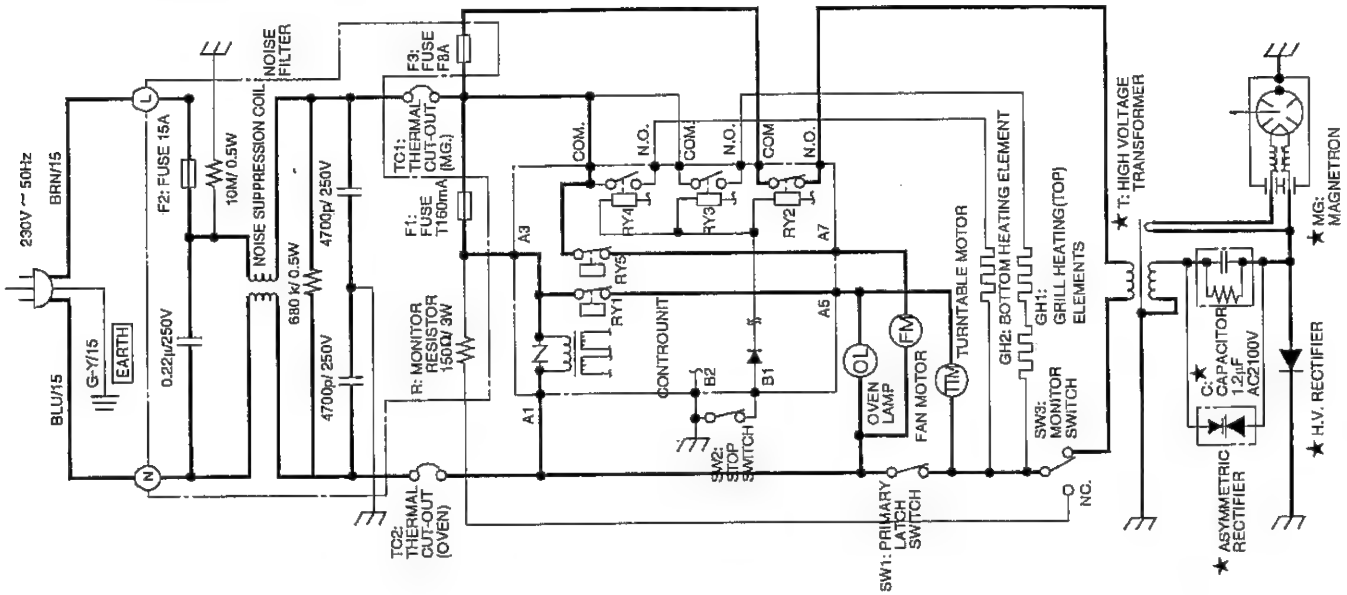 230V ~ 50Hz
BRN/15
BLU/15
G-Y/15
EARTH
L
N
F2: FUSE 15A
10M/ 0.5W
0.22μ/250V
NOISE SUPPRESSION COIL
NOISE
FILTER
680 k/ 0.5W
4700p/ 250V
4700p/ 250V
TC1:
THERMAL
CUT-OUT
(MG.)
F3:
FUSE
F8A
TC2:
THERMAL
CUT-OUT
(OVEN)
F1:
FUSE
T160mA
R: MONITOR
RESISTOR
150Ω/ 3W
A1
A3
CONTROUNIT
COM.
N.O.
COM.
N.O.
COM
N.O.
RY4
RY3
RY2
RY5
RY1
A7
A5
B2
B1
SW2:
STOP
SWITCH
OL
OVEN
LAMP
FM
FAN MOTOR
TTM
TURNTABLE MOTOR
SW1: PRIMARY
LATCH
SWITCH
GH2: BOTTOM HEATING ELEMENT
GH1:
GRILL HEATING(TOP)
ELEMENTS
SW3:
MONITOR
SWITCH
NC.
★ T: HIGH VOLTAGE
TRANSFORMER
C: ★
CAPACITOR
1.2μF
AC2100V
★ ASYMMETRIC
RECTIFIER
★ H.V. RECTIFIER
★ MG:
MAGNETRON